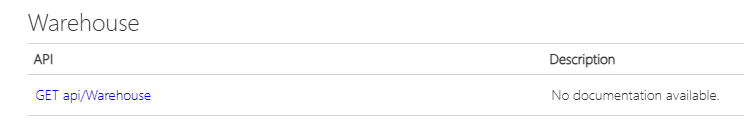 Warehouse
API Description
GET api/Warehouse No documentation available.